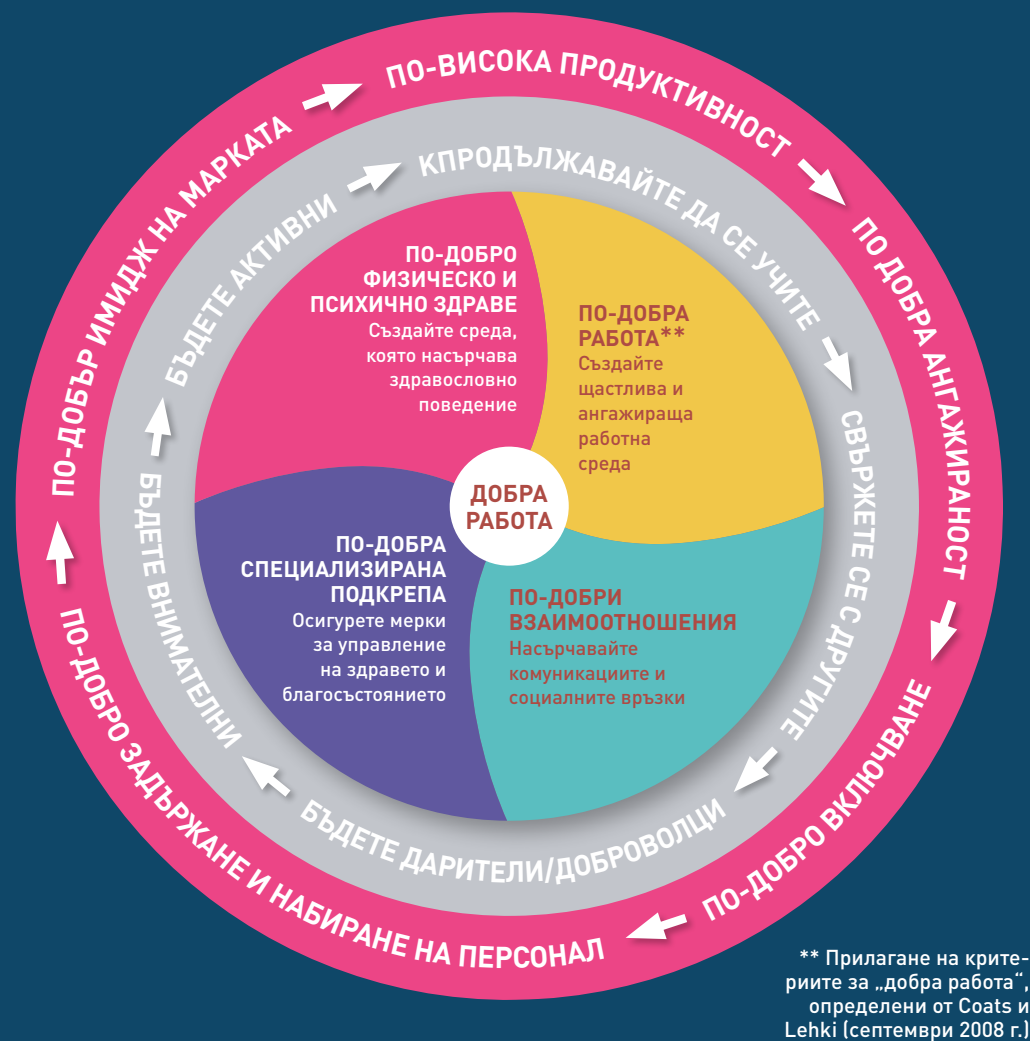 ПО-ВИСОКА ПРОДУКТИВНОСТ
ПО ДОБРА АНГАЖИРАНОСТ
ПО-ДОБРО ВКЛЮЧВАНЕ
ПО-ДОБРО ЗАДЪРЖАНЕ И НАБИРАНЕ НА ПЕРСОНАЛ
ПО-ДОБЪР ИМИДЖ НА МАРКАТА
КПРОДЪЛЖАВАЙТЕ ДА СЕ УЧИТЕ
СВЪРЖЕТЕ СЕ С ДРУГИТЕ
БЪДЕТЕ ДАРИТЕЛИ/ДОБРОВОЛЦИ
БЪДЕТЕ ВНИМАТЕЛНИ
БЪДЕТЕ АКТИВНИ
ПО-ДОБРО
ФИЗИЧЕСКО И
ПСИХИЧНО ЗДРАВЕ
Създайте среда,
която насърчава
здравословно
поведение
ПО-ДОБРА
РАБОТА**
Създайте
щастлива и
ангажираща
работна
среда
ДОБРА
РАБОТА
ПО-ДОБРА
СПЕЦИАЛИЗИРАНА
ПОДКРЕПА
Осигурете мерки
за управление
на здравето и
благосъстоянието
ПО-ДОБРИ
ВЗАИМООТНОШЕНИЯ
Насърчавайте
комуникациите и
социалните връзки
** Прилагане на крите-
риите за „добра работа“,
определени от Coats и
Lehki (септември 2008 г.)